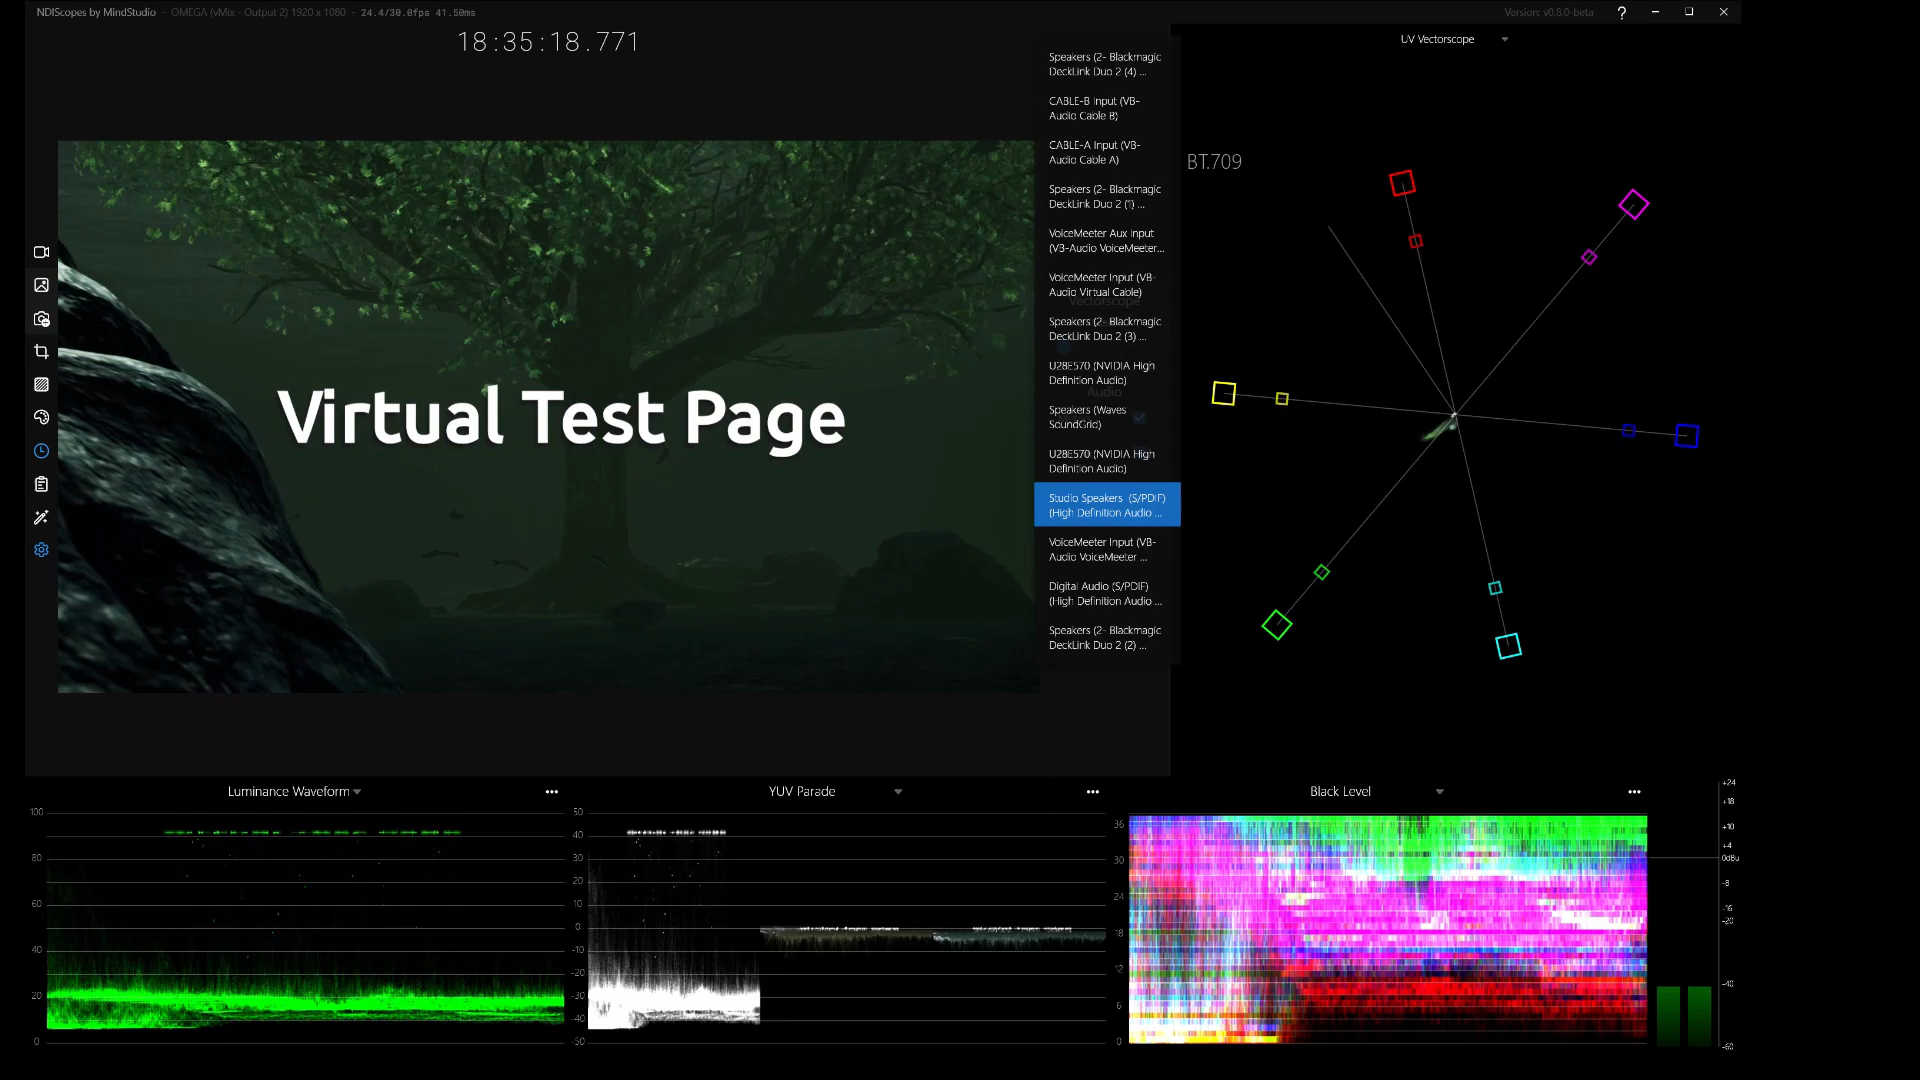 NDIScopes by MindStudio - OMEGA (vMix - Output 2) 1920 x 1080 - 24.4/30.0fps 41.50ms
Version: v0.8.0-beta
?
18:35:18.771
UV Vectorscope
BT.709
Virtual Test Page
Speakers (2- Blackmagic
DeckLink Duo 2 (4) ...
CABLE-B Input (VB-
Audio Cable B)
CABLE-A Input (VB-
Audio Cable A)
Speakers (2- Blackmagic
DeckLink Duo 2 (1) ...
VoiceMeeter Aux Input
(VB-Audio VoiceMeeter...
VoiceMeeter Input (VB-
Audio Virtual Cable)
Vectorscope
Speakers (2- Blackmagic
DeckLink Duo 2 (3) ...
U28E570 (NVIDIA High
Definition Audio)
Audio
Speakers (Waves
SoundGrid)
U28E570 (NVIDIA High
Definition Audio)
Studio Speakers (S/PDIF)
(High Definition Audio ...
VoiceMeeter Input (VB-
Audio VoiceMeeter ...
Digital Audio (S/PDIF)
(High Definition Audio ...
Speakers (2- Blackmagic
DeckLink Duo 2 (2) ...
Luminance Waveform
100
80
60
40
20
0
YUV Parade
50
40
30
20
10
0
-10
-20
-30
-40
-50
Black Level
36
30
24
18
12
6
0
+24
+18
+10
+4
0dBu
-8
-16
-20
-40
-60